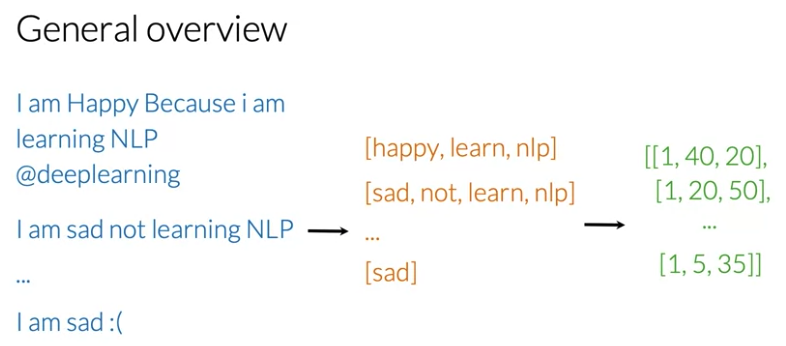 General overview
I am Happy Because i am
learning NLP
@deeplearning
I am sad not learning NLP
...
I am sad :(
[happy, learn, nlp]
[sad, not, learn, nlp]
...
[sad]
[[1, 40, 20],
[1, 20, 50],
...
[1, 5, 35]]